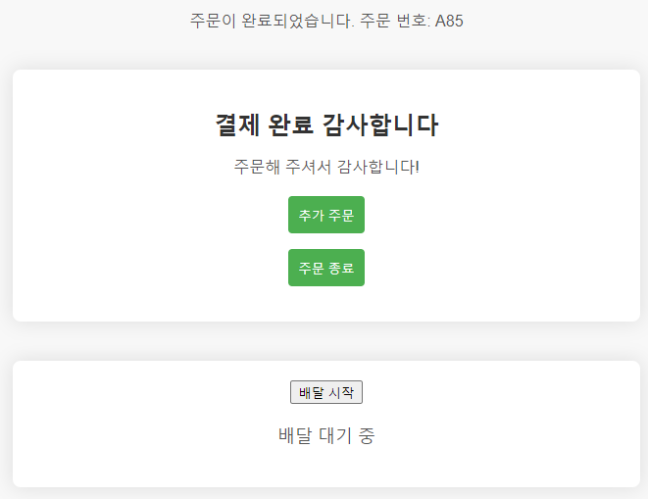 주문이 완료되었습니다. 주문 번호: A85
결제 완료 감사합니다
주문해 주셔서 감사합니다!
추가 주문
주문 종료
배달 시작
배달 대기 중